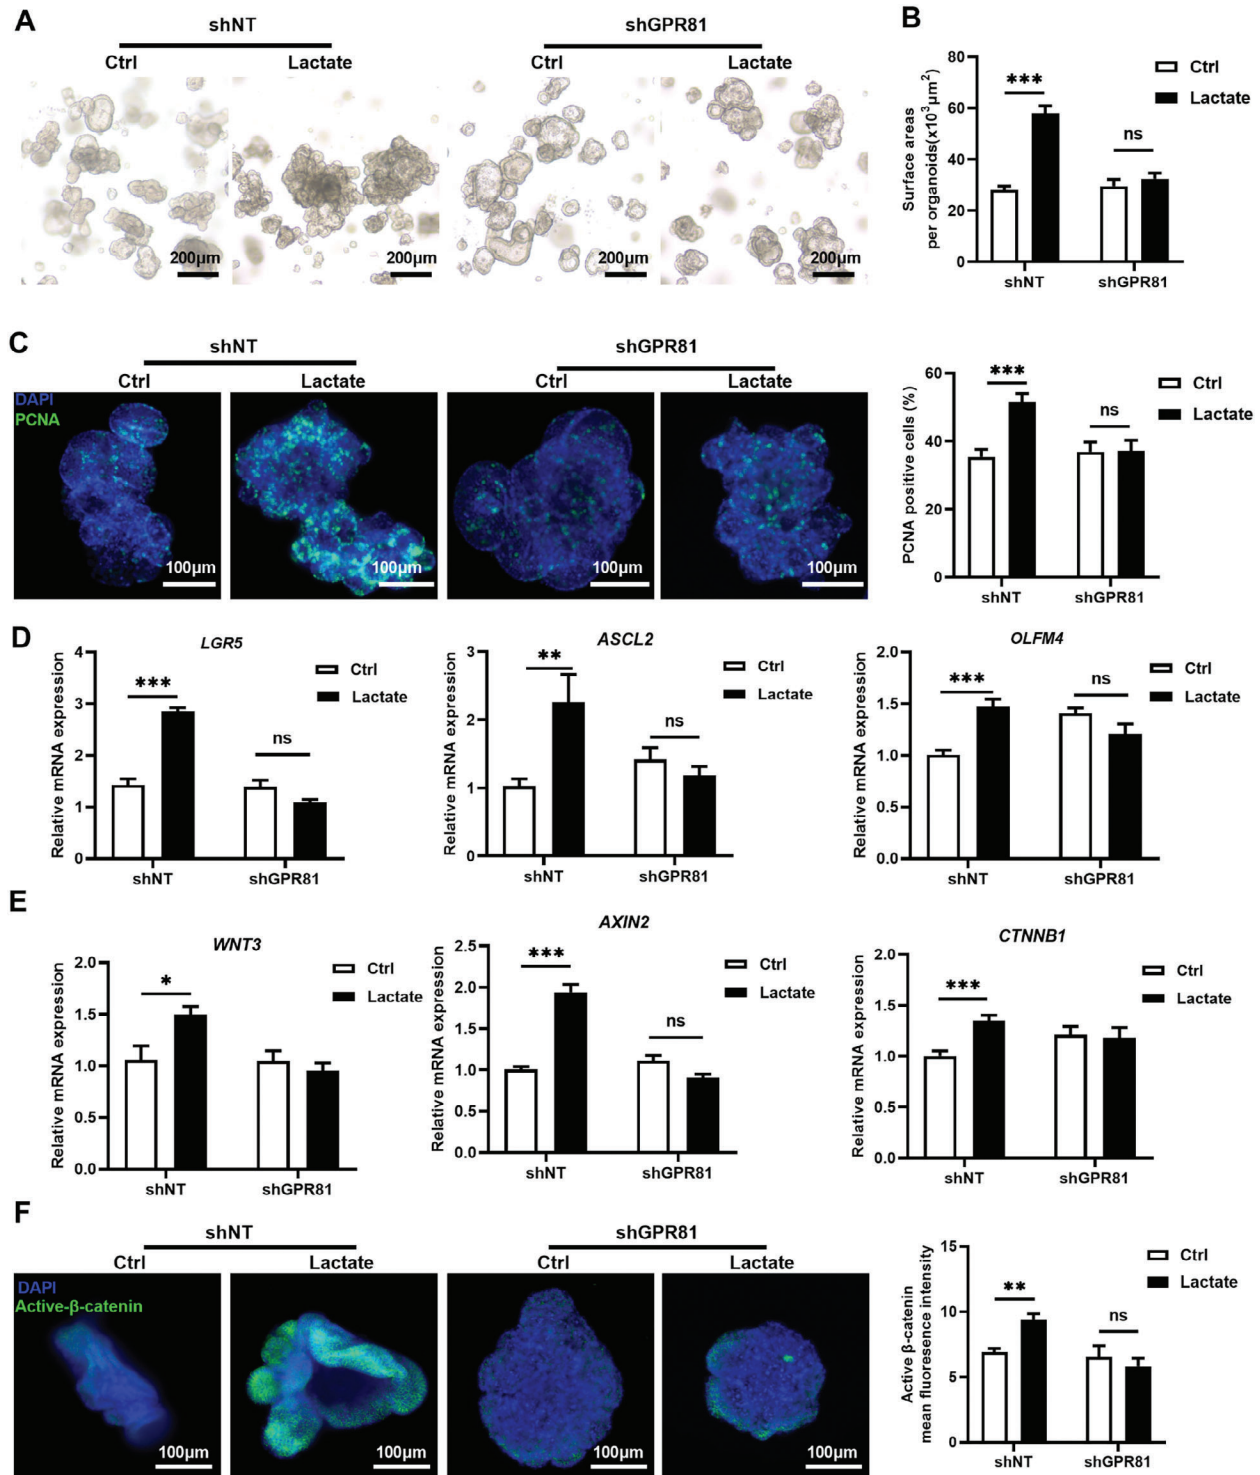 A
shNT
shGPR81
Ctrl
Lactate
Ctrl
Lactate
200µm
200µm
200µm
200µm
B
Surface areas
per organoids(x10³µm²)
80
60
40
20
0
***
ns
Ctrl
Lactate
shNT
shGPR81
C
shNT
shGPR81
Ctrl
Lactate
Ctrl
Lactate
DAPI
PCNA
100µm
100µm
100µm
100µm
PCNA positive cells (%)
60
40
20
0
***
ns
Ctrl
Lactate
shNT
shGPR81
D
LGR5
Relative mRNA expression
4
3
2
1
0
***
ns
Ctrl
Lactate
shNT
shGPR81
ASCL2
Relative mRNA expression
3
2
1
0
**
ns
Ctrl
Lactate
shNT
shGPR81
OLFM4
Relative mRNA expression
2.0
1.5
1.0
0.5
0.0
***
ns
Ctrl
Lactate
shNT
shGPR81
E
WNT3
Relative mRNA expression
2.0
1.5
1.0
0.5
0.0
*
Ctrl
Lactate
shNT
shGPR81
AXIN2
Relative mRNA expression
2.5
2.0
1.5
1.0
0.5
0.0
***
ns
Ctrl
Lactate
shNT
shGPR81
CTNNB1
Relative mRNA expression
2.0
1.5
1.0
0.5
0.0
***
Ctrl
Lactate
shNT
shGPR81
F
shNT
shGPR81
Ctrl
Lactate
Ctrl
Lactate
DAPI
Active-β-catenin
100µm
100µm
100µm
100µm
Active β-catenin
mean fluoresence intensity
15
10
5
0
**
ns
Ctrl
Lactate
shNT
shGPR81